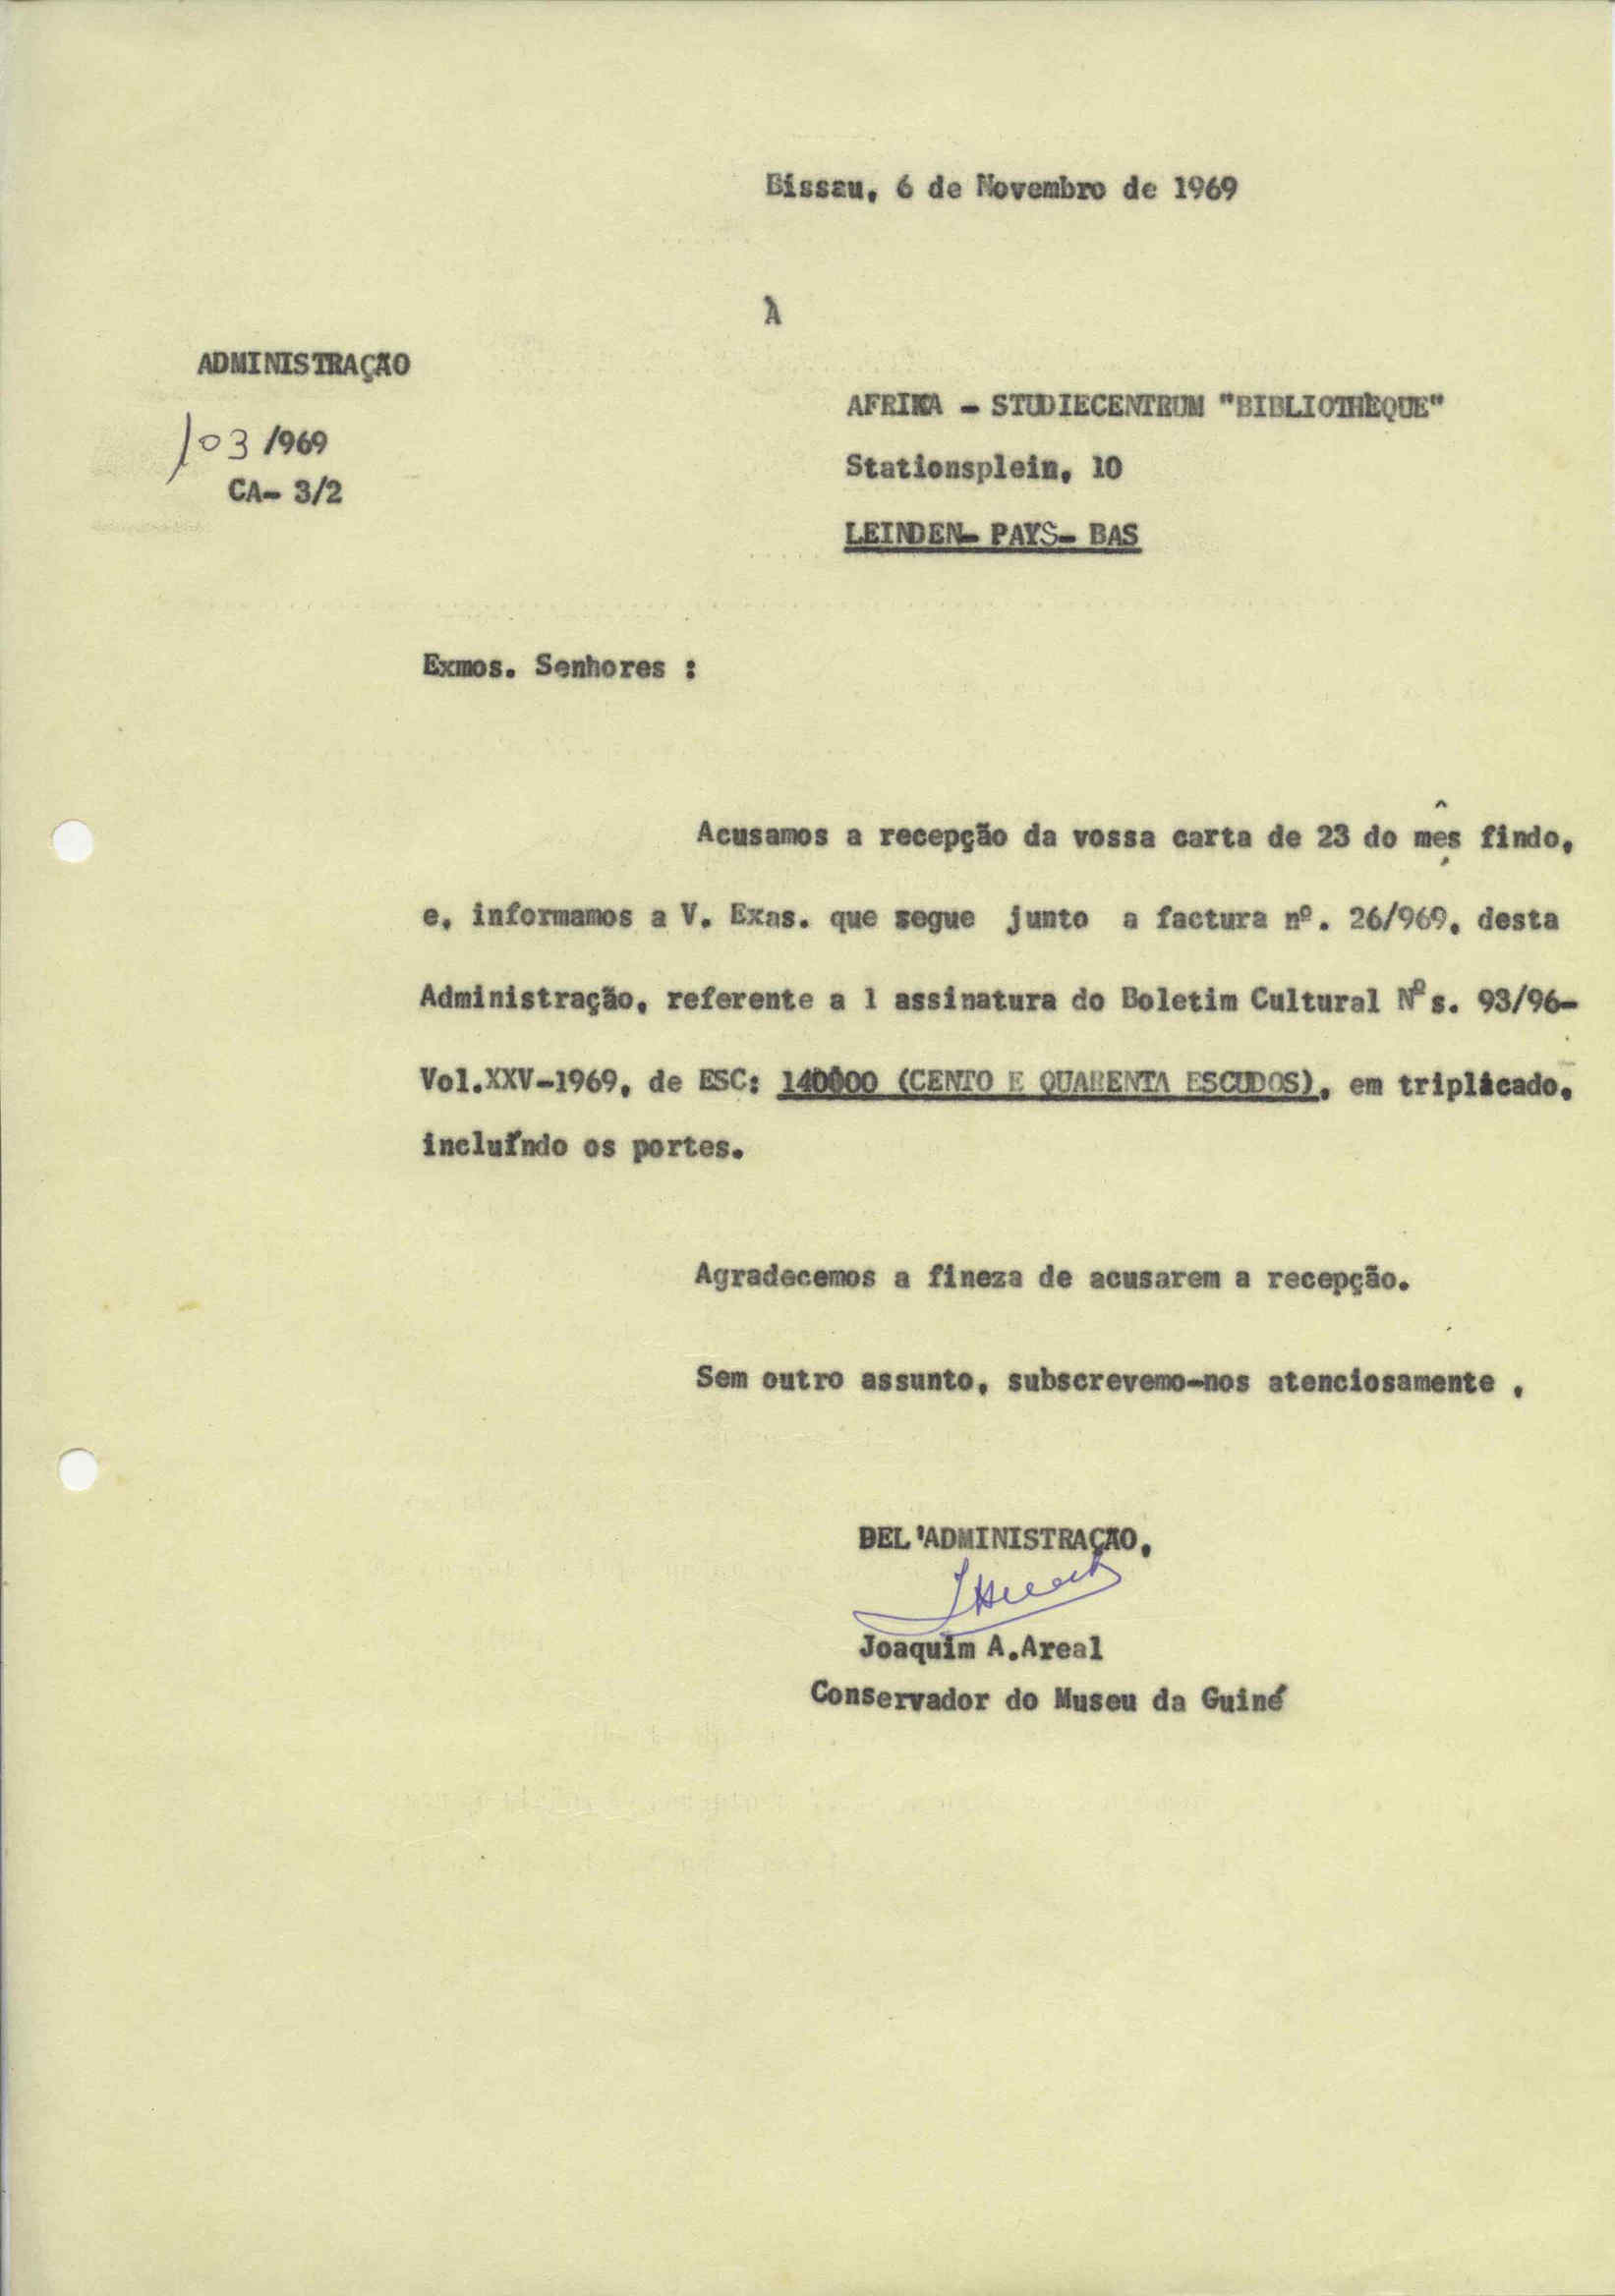 Bissau, 6 de Novembro de 1969
À
ADMINISTRAÇÃO
103/969
CA- 3/2
AFRIKA - STUDIECENTRUM "BIBLIOTHÈQUE"
Stationsplein, 10
LEINDEN- PAYS- BAS
Exmos. Senhores :
Acusamos a recepção da vossa carta de 23 do mês findo,
e, informamos a V. Exas. que segue junto a factura nº. 26/969, desta
Administração, referente a 1 assinatura do Boletim Cultural Nºs. 93/96-
Vol.XXV-1969, de ESC: 140$00 (CENTO E QUARENTA ESCUDOS), em triplicado,
incluíndo os portes.
Agradecemos a fineza de acusarem a recepção.
Sem outro assunto, subscrevemo-nos atenciosamente ,
DEL'ADMINISTRAÇÃO,
Joaquim A.Areal
Conservador do Museu da Guiné